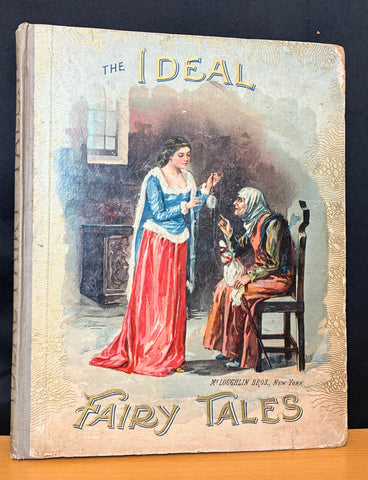 THE IDEAL
McLOUGHLIN BROS., NEW YORK
FAIRY TALES